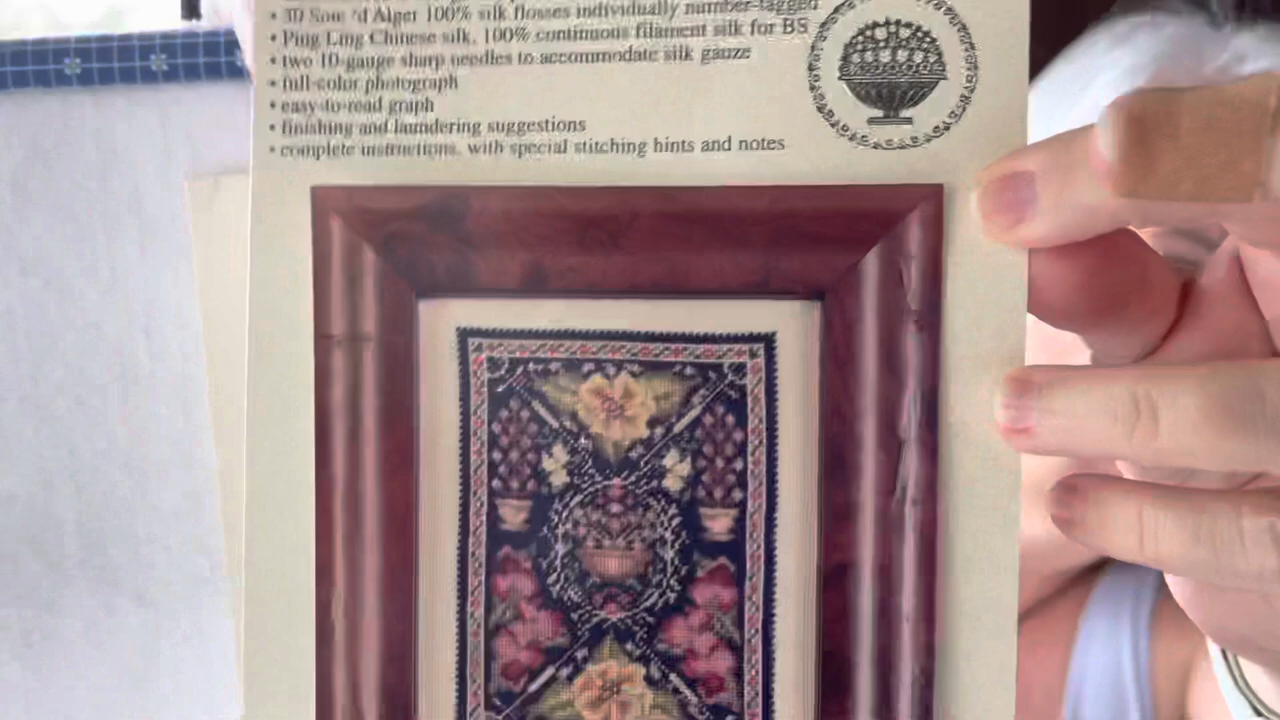 • 30 Soie d'Alger 100% silk flosses individually number-tagged
• Ping Ling Chinese silk, 100% continuous filament silk for BS
• two 10-gauge sharp needles to accommodate silk gauze
• full-color photograph
• easy-to-read graph
• finishing and laundering suggestions
• complete instructions, with special stitching hints and notes